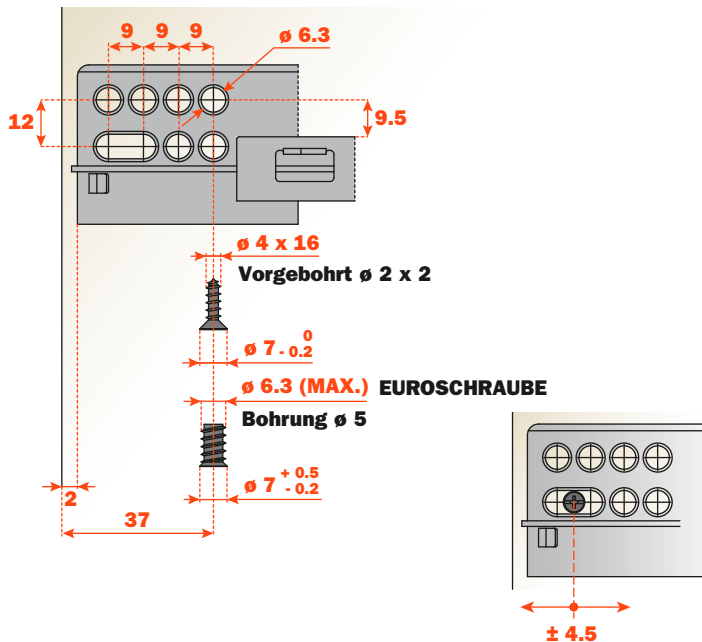 9 9 9
ø 6.3
12
9.5
ø 4 x 16
Vorgebohrt ø 2 x 2
ø 7 0 - 0.2
ø 6.3 (MAX.) EUROSCHRAUBE
Bohrung ø 5
ø 7 + 0.5 - 0.2
2
37
± 4.5